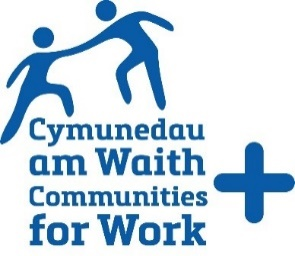 Cymunedau
am Waith
Communities
for Work +